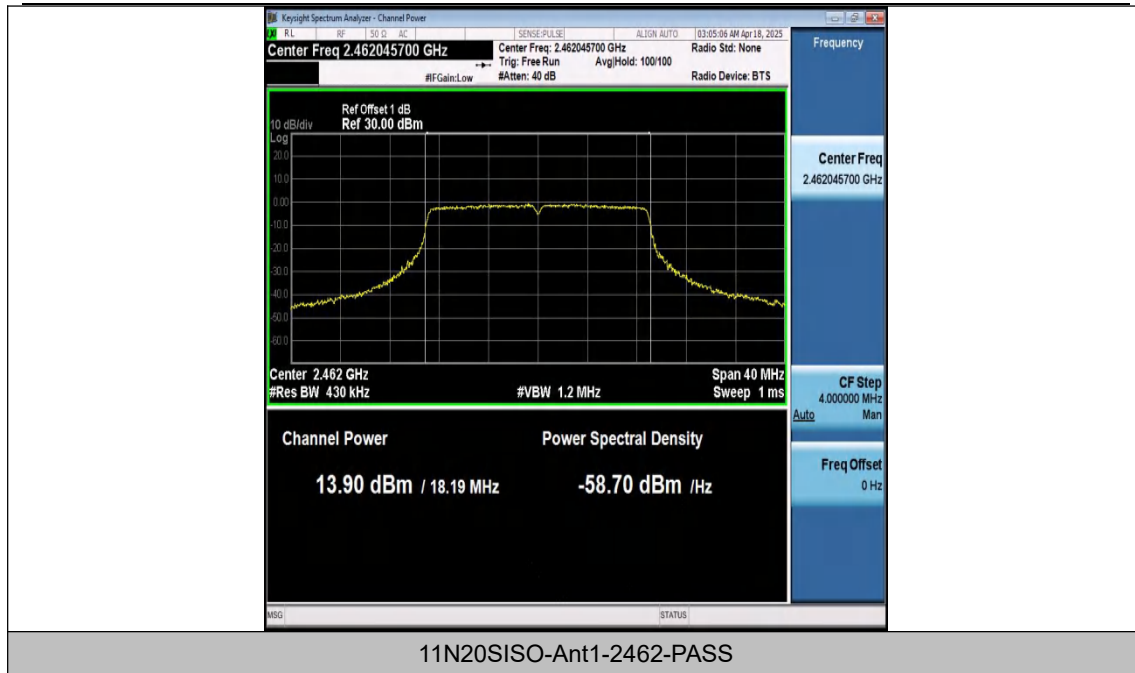 Keysight Spectrum Analyzer - Channel Power
RL RF 50 Ω AC SENSE:PULSE ALIGN AUTO 03:05:06 AM Apr 18, 2025
Center Freq 2.462045700 GHz
Center Freq: 2.462045700 GHz
Radio Std: None
Trig: Free Run Avg|Hold: 100/100
#IFGain:Low #Atten: 40 dB Radio Device: BTS
Ref Offset 1 dB
10 dB/div Ref 30.00 dBm
Log
20.0
10.0
0.00
-10.0
-20.0
-30.0
-40.0
-50.0
-60.0
Center 2.462 GHz Span 40 MHz
#Res BW 430 kHz #VBW 1.2 MHz Sweep 1 ms
Channel Power Power Spectral Density
13.90 dBm / 18.19 MHz -58.70 dBm /Hz
MSG STATUS
Frequency
Center Freq
2.462045700 GHz
CF Step
4.000000 MHz
Auto Man
Freq Offset
0 Hz
11N20SISO-Ant1-2462-PASS